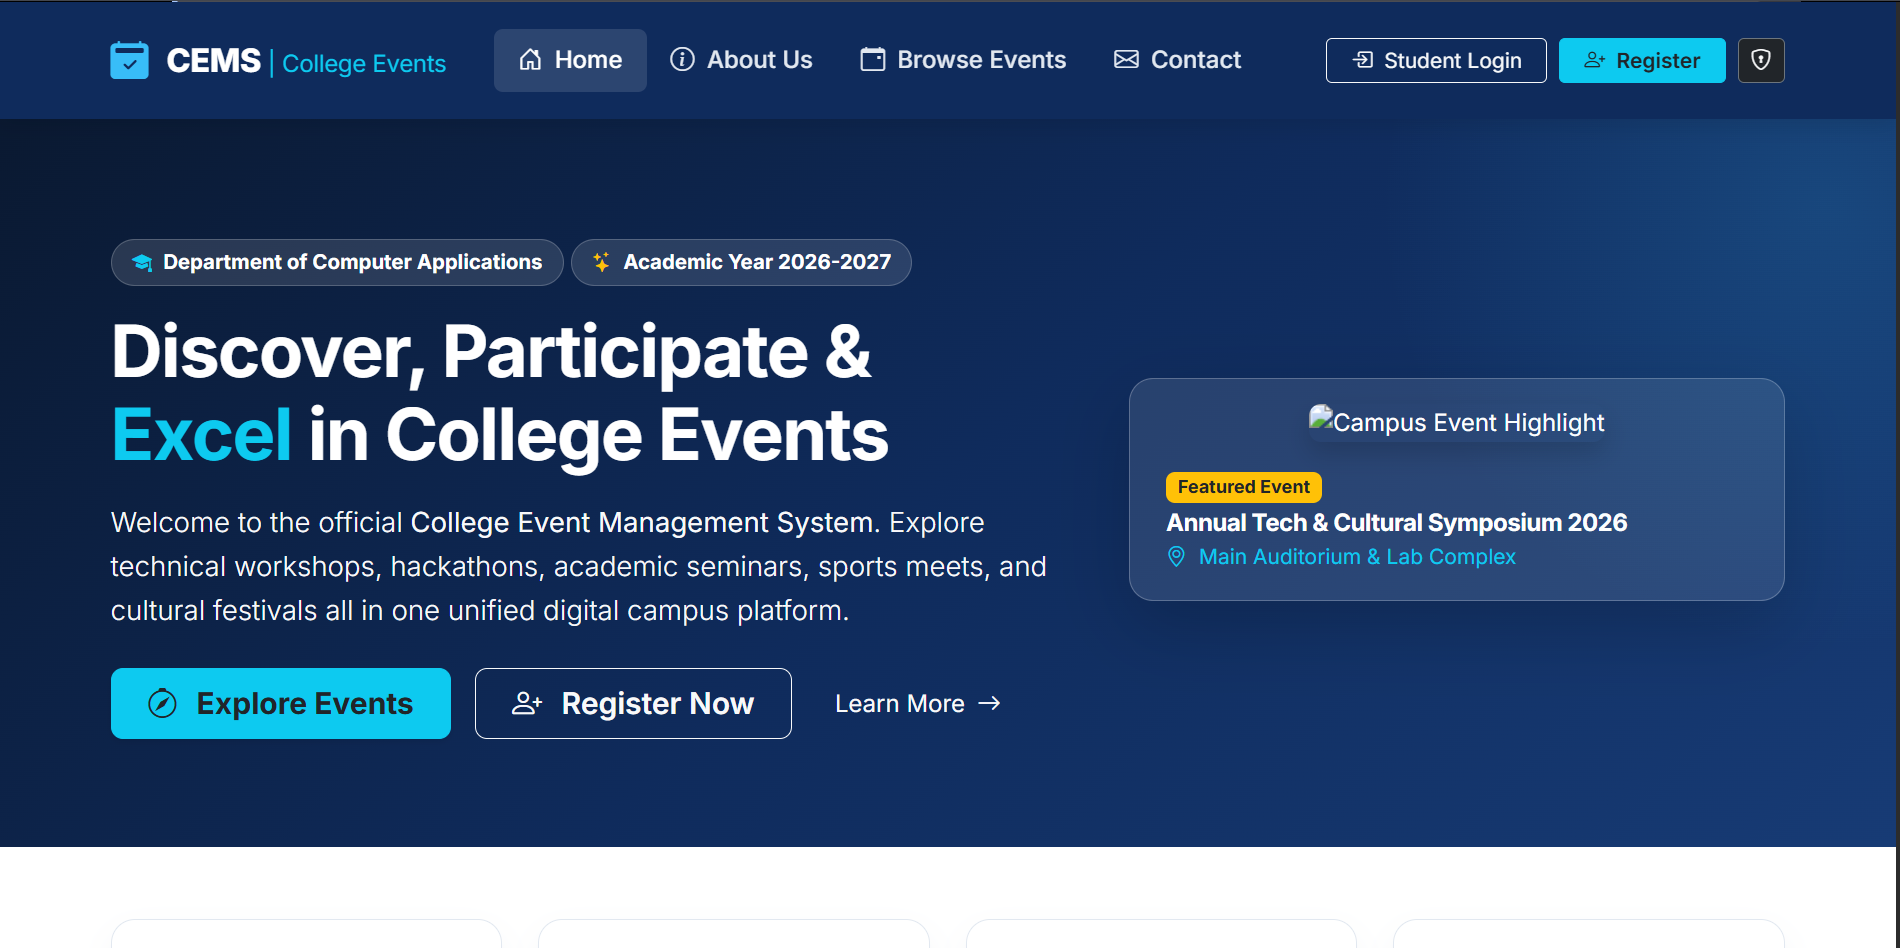 CEMS | College Events
Home
About Us
Browse Events
Contact
Student Login
Register
Department of Computer Applications
Academic Year 2026-2027
Discover, Participate &
Excel in College Events
Welcome to the official College Event Management System. Explore
technical workshops, hackathons, academic seminars, sports meets, and
cultural festivals all in one unified digital campus platform.
Explore Events
Register Now
Learn More →
Campus Event Highlight
Featured Event
Annual Tech & Cultural Symposium 2026
Main Auditorium & Lab Complex